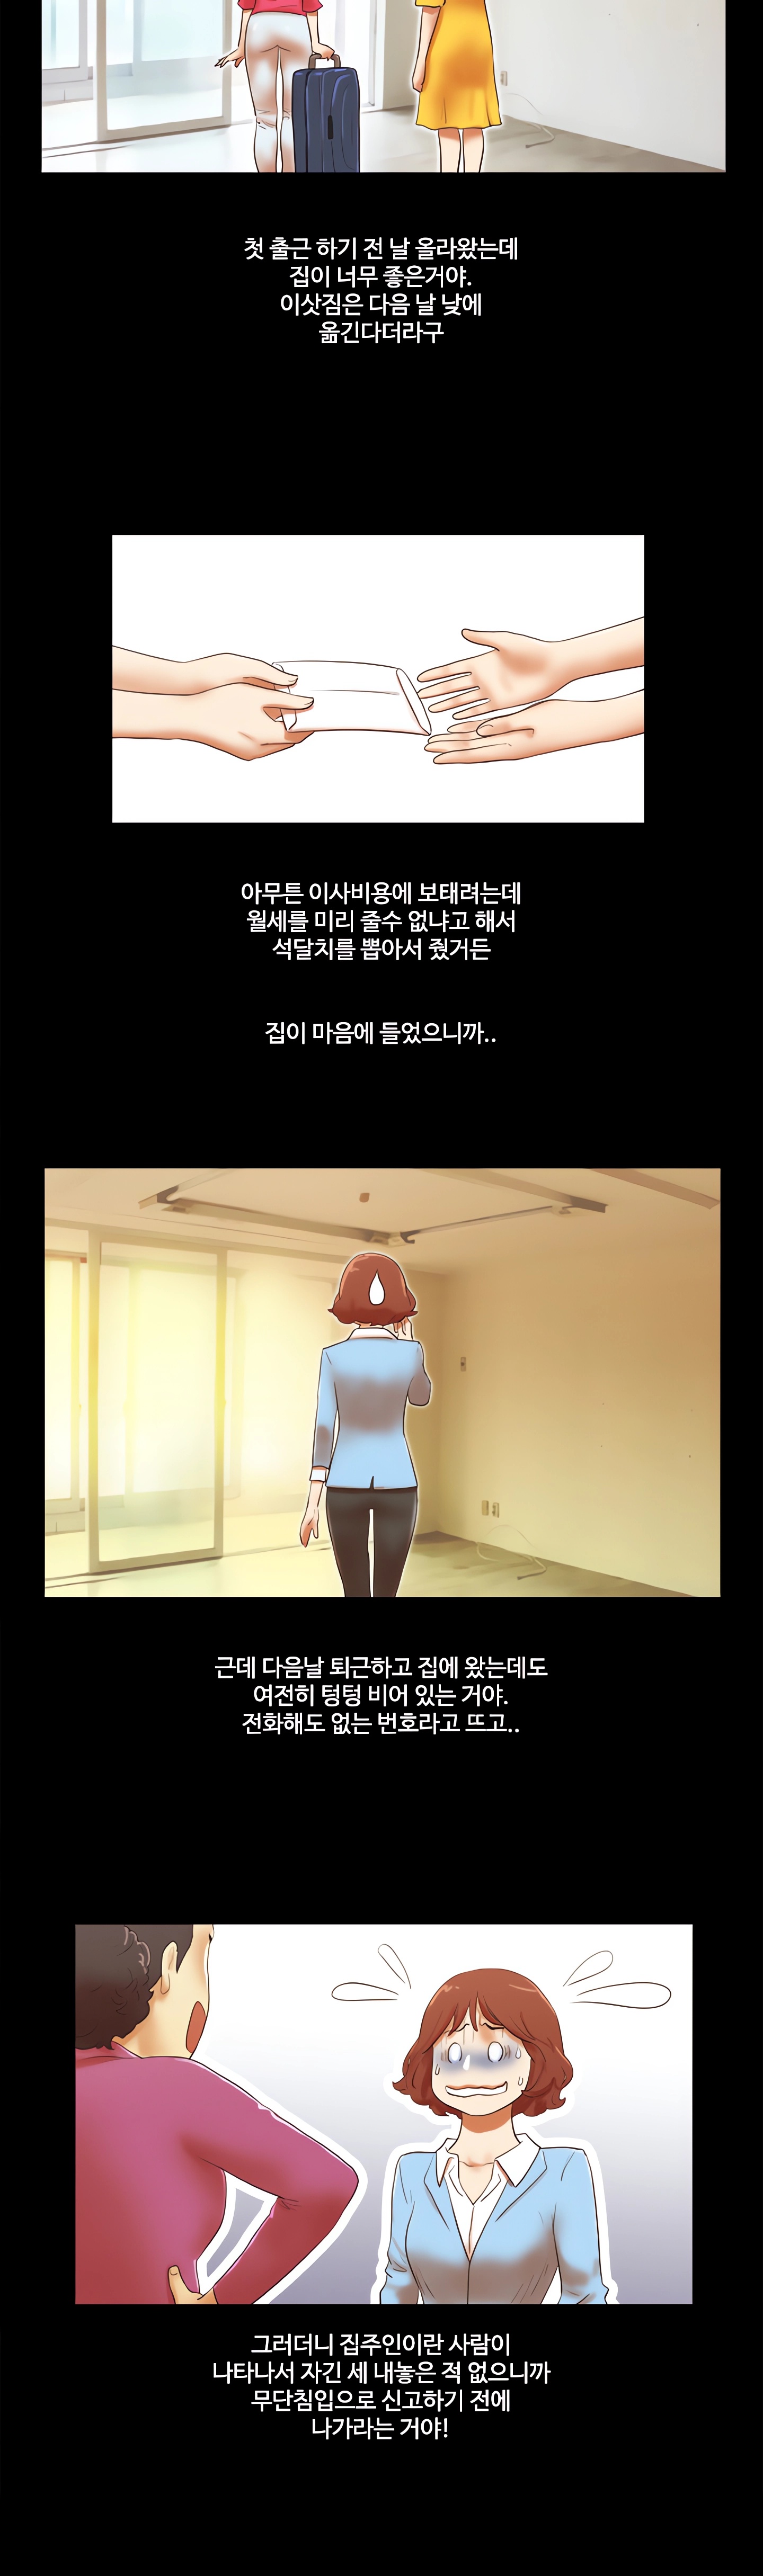 첫 출근 하기 전 날 올라왔는데
집이 너무 좋은거야.
이삿짐은 다음 날 낮에
옮긴다더라구
아무튼 이사비용에 보태려는데
월세를 미리 줄수 없냐고 해서
석달치를 뽑아서 줬거든
집이 마음에 들었으니까..
근데 다음날 퇴근하고 집에 왔는데도
여전히 텅텅 비어 있는 거야.
전화해도 없는 번호라고 뜨고..
그러더니 집주인이란 사람이
나타나서 자긴 세 내놓은 적 없으니까
무단침입으로 신고하기 전에
나가라는 거야!